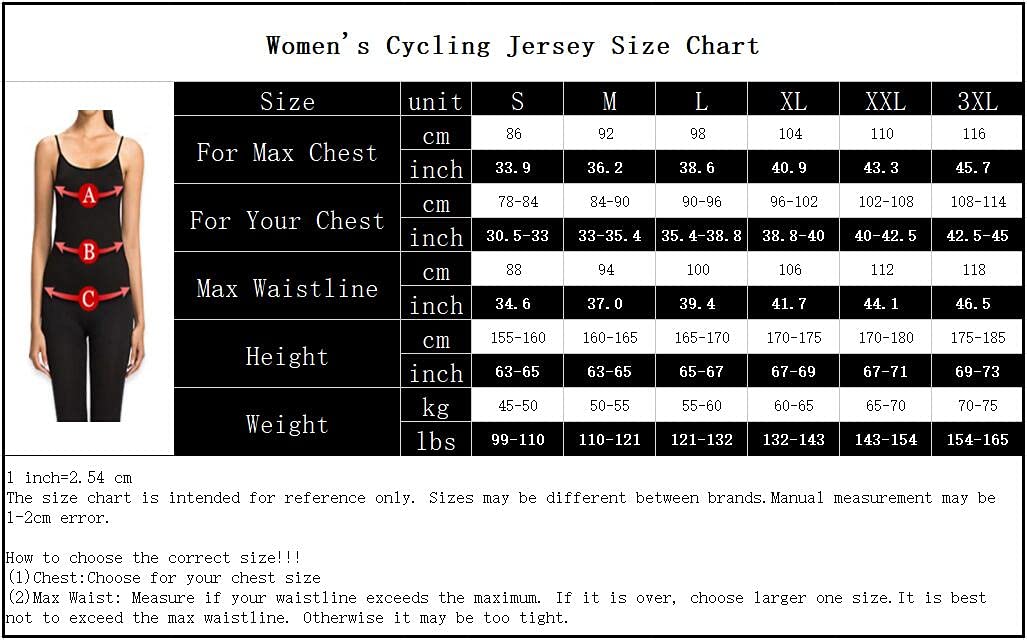 Women's Cycling Jersey Size Chart
Size unit S M L XL XXL 3XL
For Max Chest cm 86 92 98 104 110 116
inch 33.9 36.2 38.6 40.9 43.3 45.7
For Your Chest cm 78-84 84-90 90-96 96-102 102-108 108-114
inch 30.5-33 33-35.4 35.4-38.8 38.8-40 40-42.5 42.5-45
Max Waistline cm 88 94 100 106 112 118
inch 34.6 37.0 39.4 41.7 44.1 46.5
Height cm 155-160 160-165 165-170 170-175 170-180 175-185
inch 63-65 63-65 65-67 67-69 67-71 69-73
Weight kg 45-50 50-55 55-60 60-65 65-70 70-75
lbs 99-110 110-121 121-132 132-143 143-154 154-165
A
B
C
1 inch=2.54 cm
The size chart is intended for reference only. Sizes may be different between brands.Manual measurement may be
1-2cm error.
How to choose the correct size!!!
(1)Chest:Choose for your chest size
(2)Max Waist: Measure if your waistline exceeds the maximum. If it is over, choose larger one size.It is best
not to exceed the max waistline. Otherwise it may be too tight.